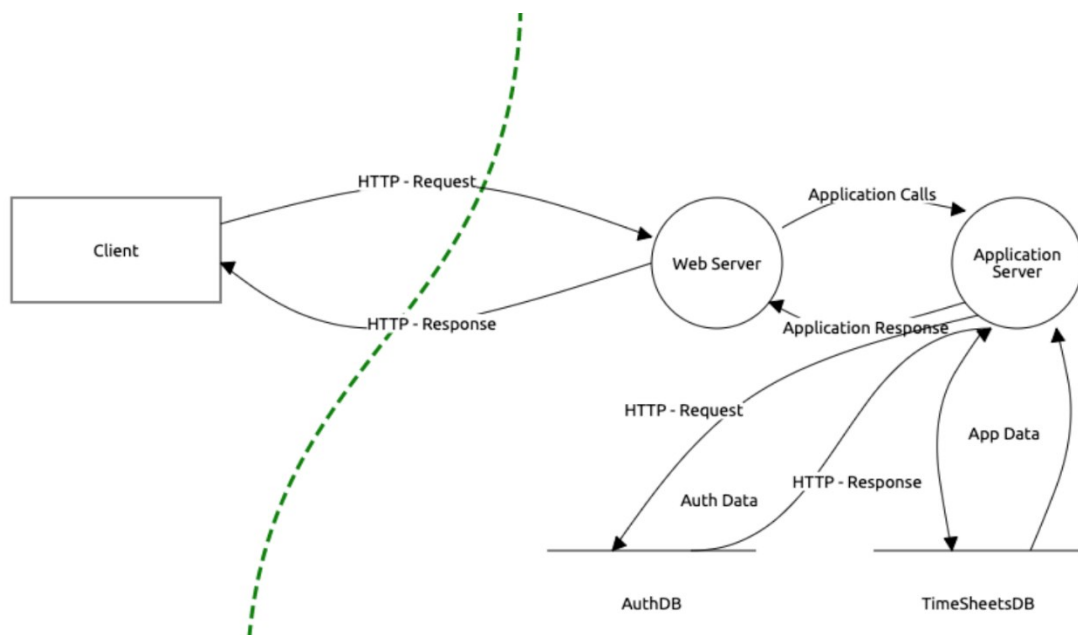 HTTP - Request
Application Calls
Client
Web Server
Application
Server
HTTP - Response
Application Response
HTTP - Request
App Data
HTTP - Response
Auth Data
AuthDB
TimeSheetsDB